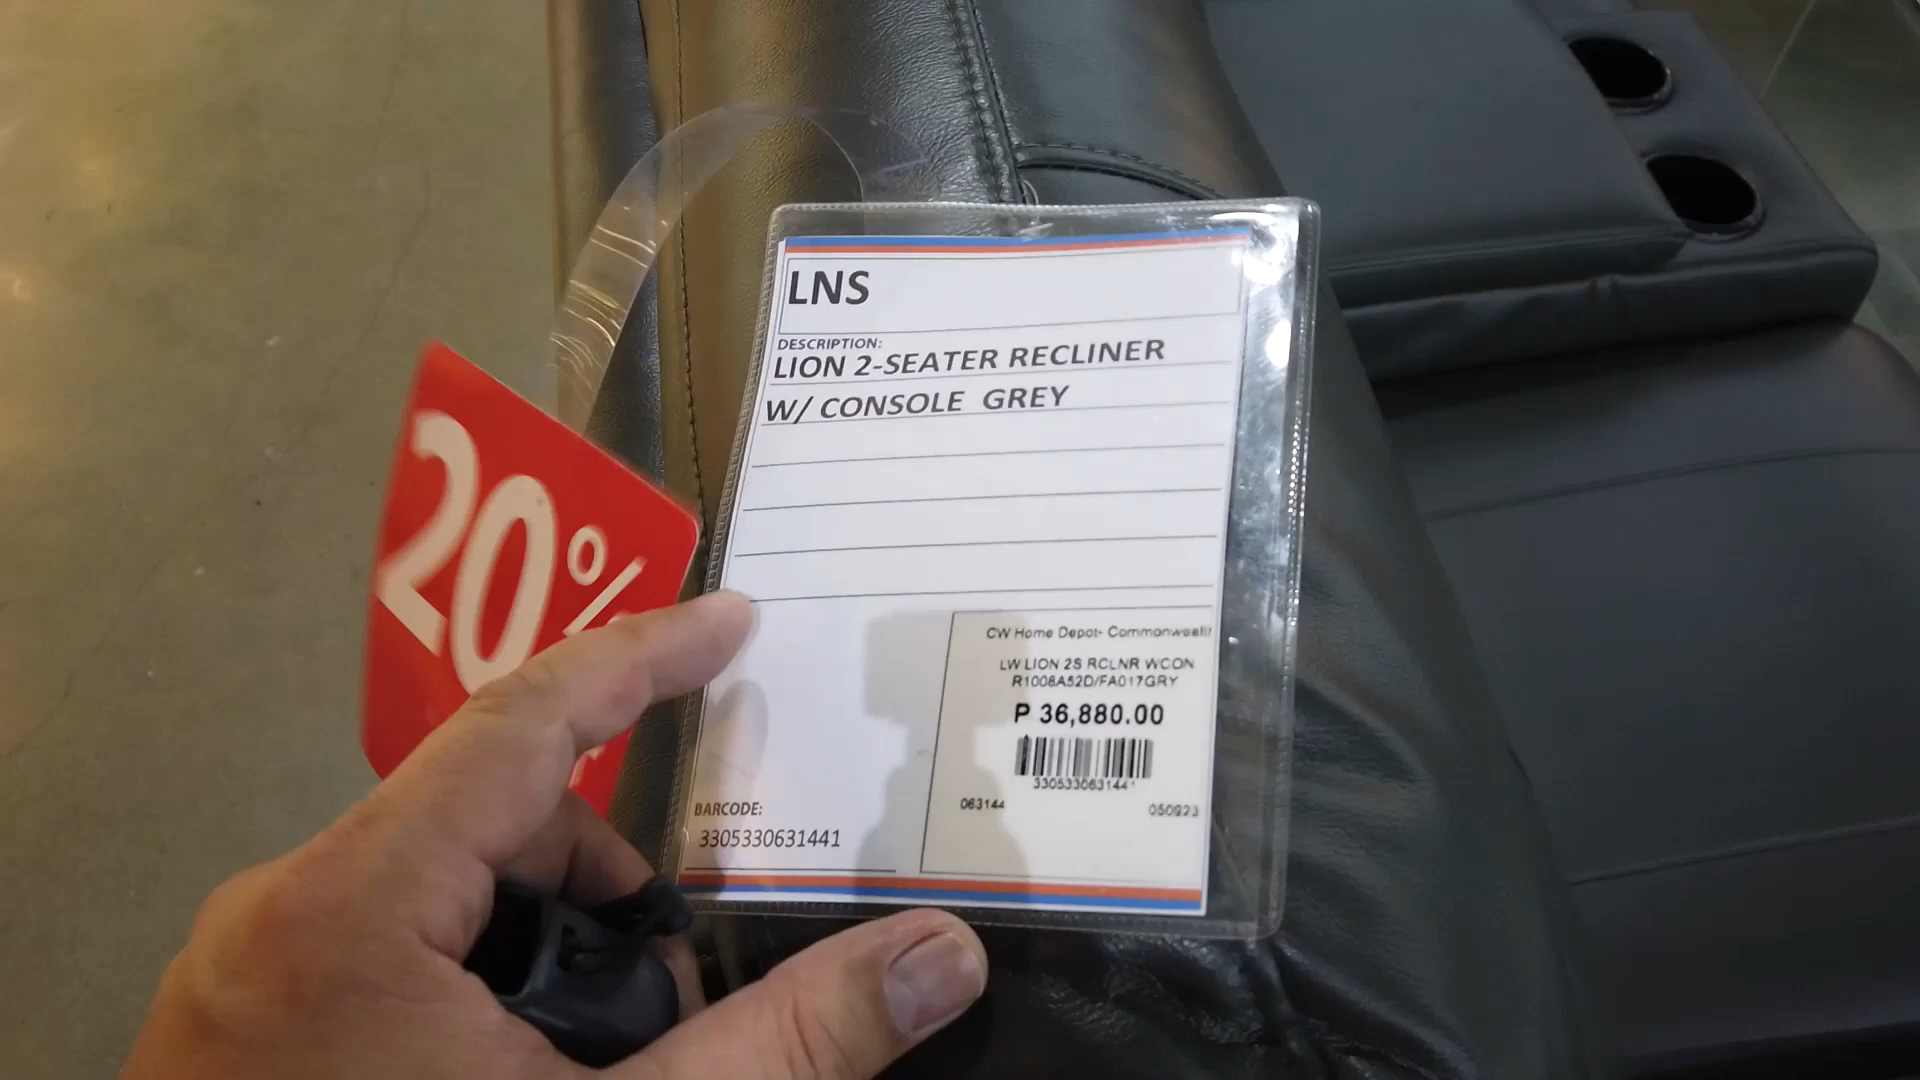 LNS
DESCRIPTION:
LION 2-SEATER RECLINER
W/ CONSOLE GREY
20%
CW Home Depot- Commonwealt
LW LION 2S RCLNR WCON
R1008A52D/FA017GRY
P 36,880.00
3305330631441
063144
050923
BARCODE:
3305330631441